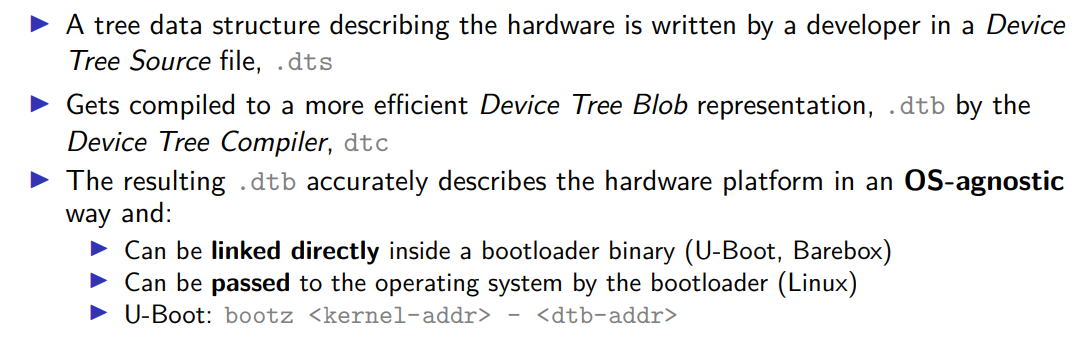 ▶ A tree data structure describing the hardware is written by a developer in a Device
Tree Source file, .dts
▶ Gets compiled to a more efficient Device Tree Blob representation, .dtb by the
Device Tree Compiler, dtc
▶ The resulting .dtb accurately describes the hardware platform in an OS-agnostic
way and:
▶ Can be linked directly inside a bootloader binary (U-Boot, Barebox)
▶ Can be passed to the operating system by the bootloader (Linux)
▶ U-Boot: bootz <kernel-addr> - <dtb-addr>